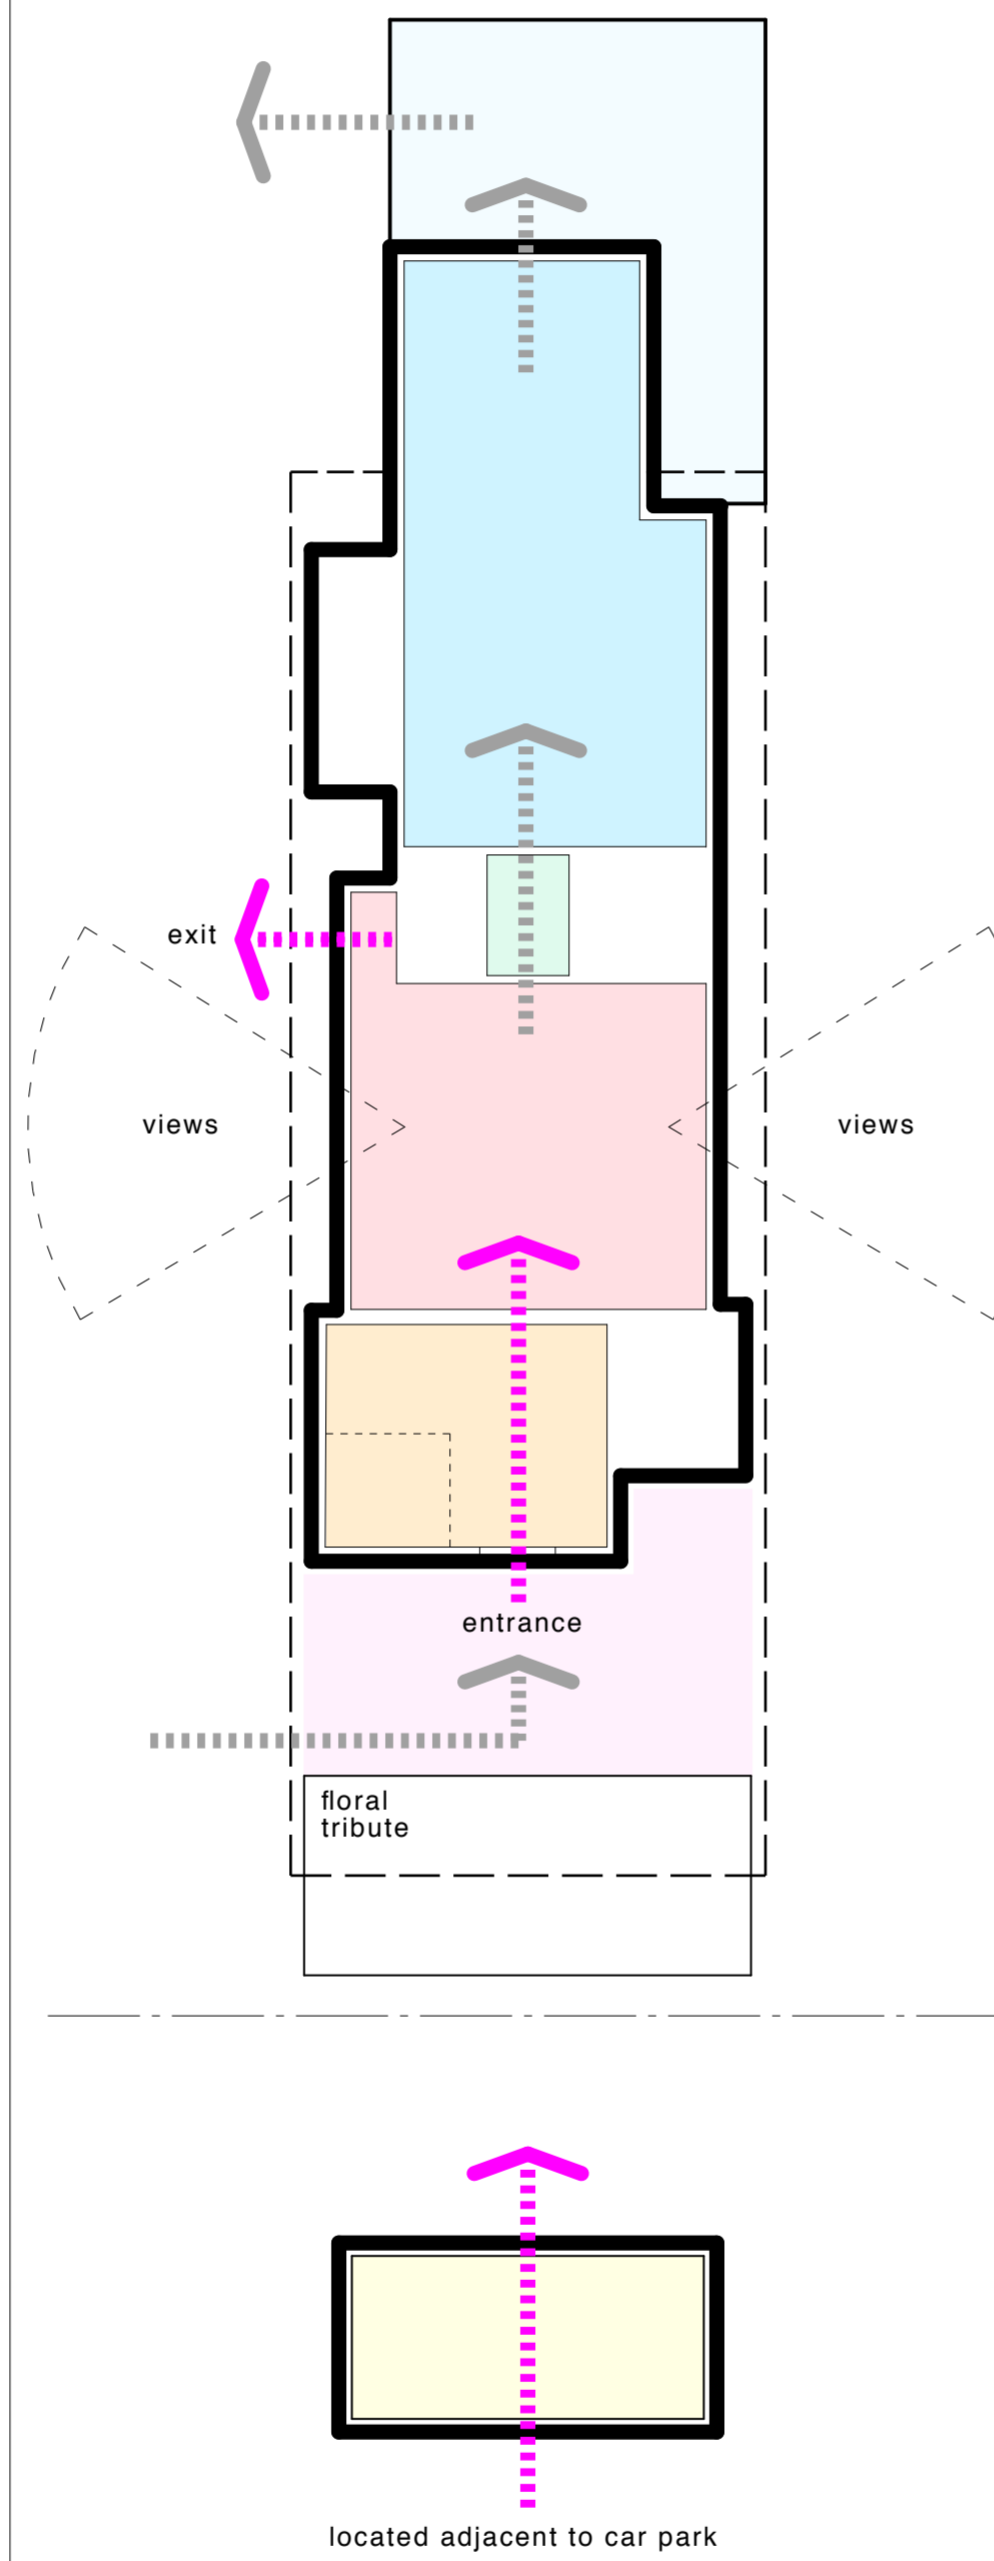 exit
views
views
entrance
floral
tribute
located adjacent to car park